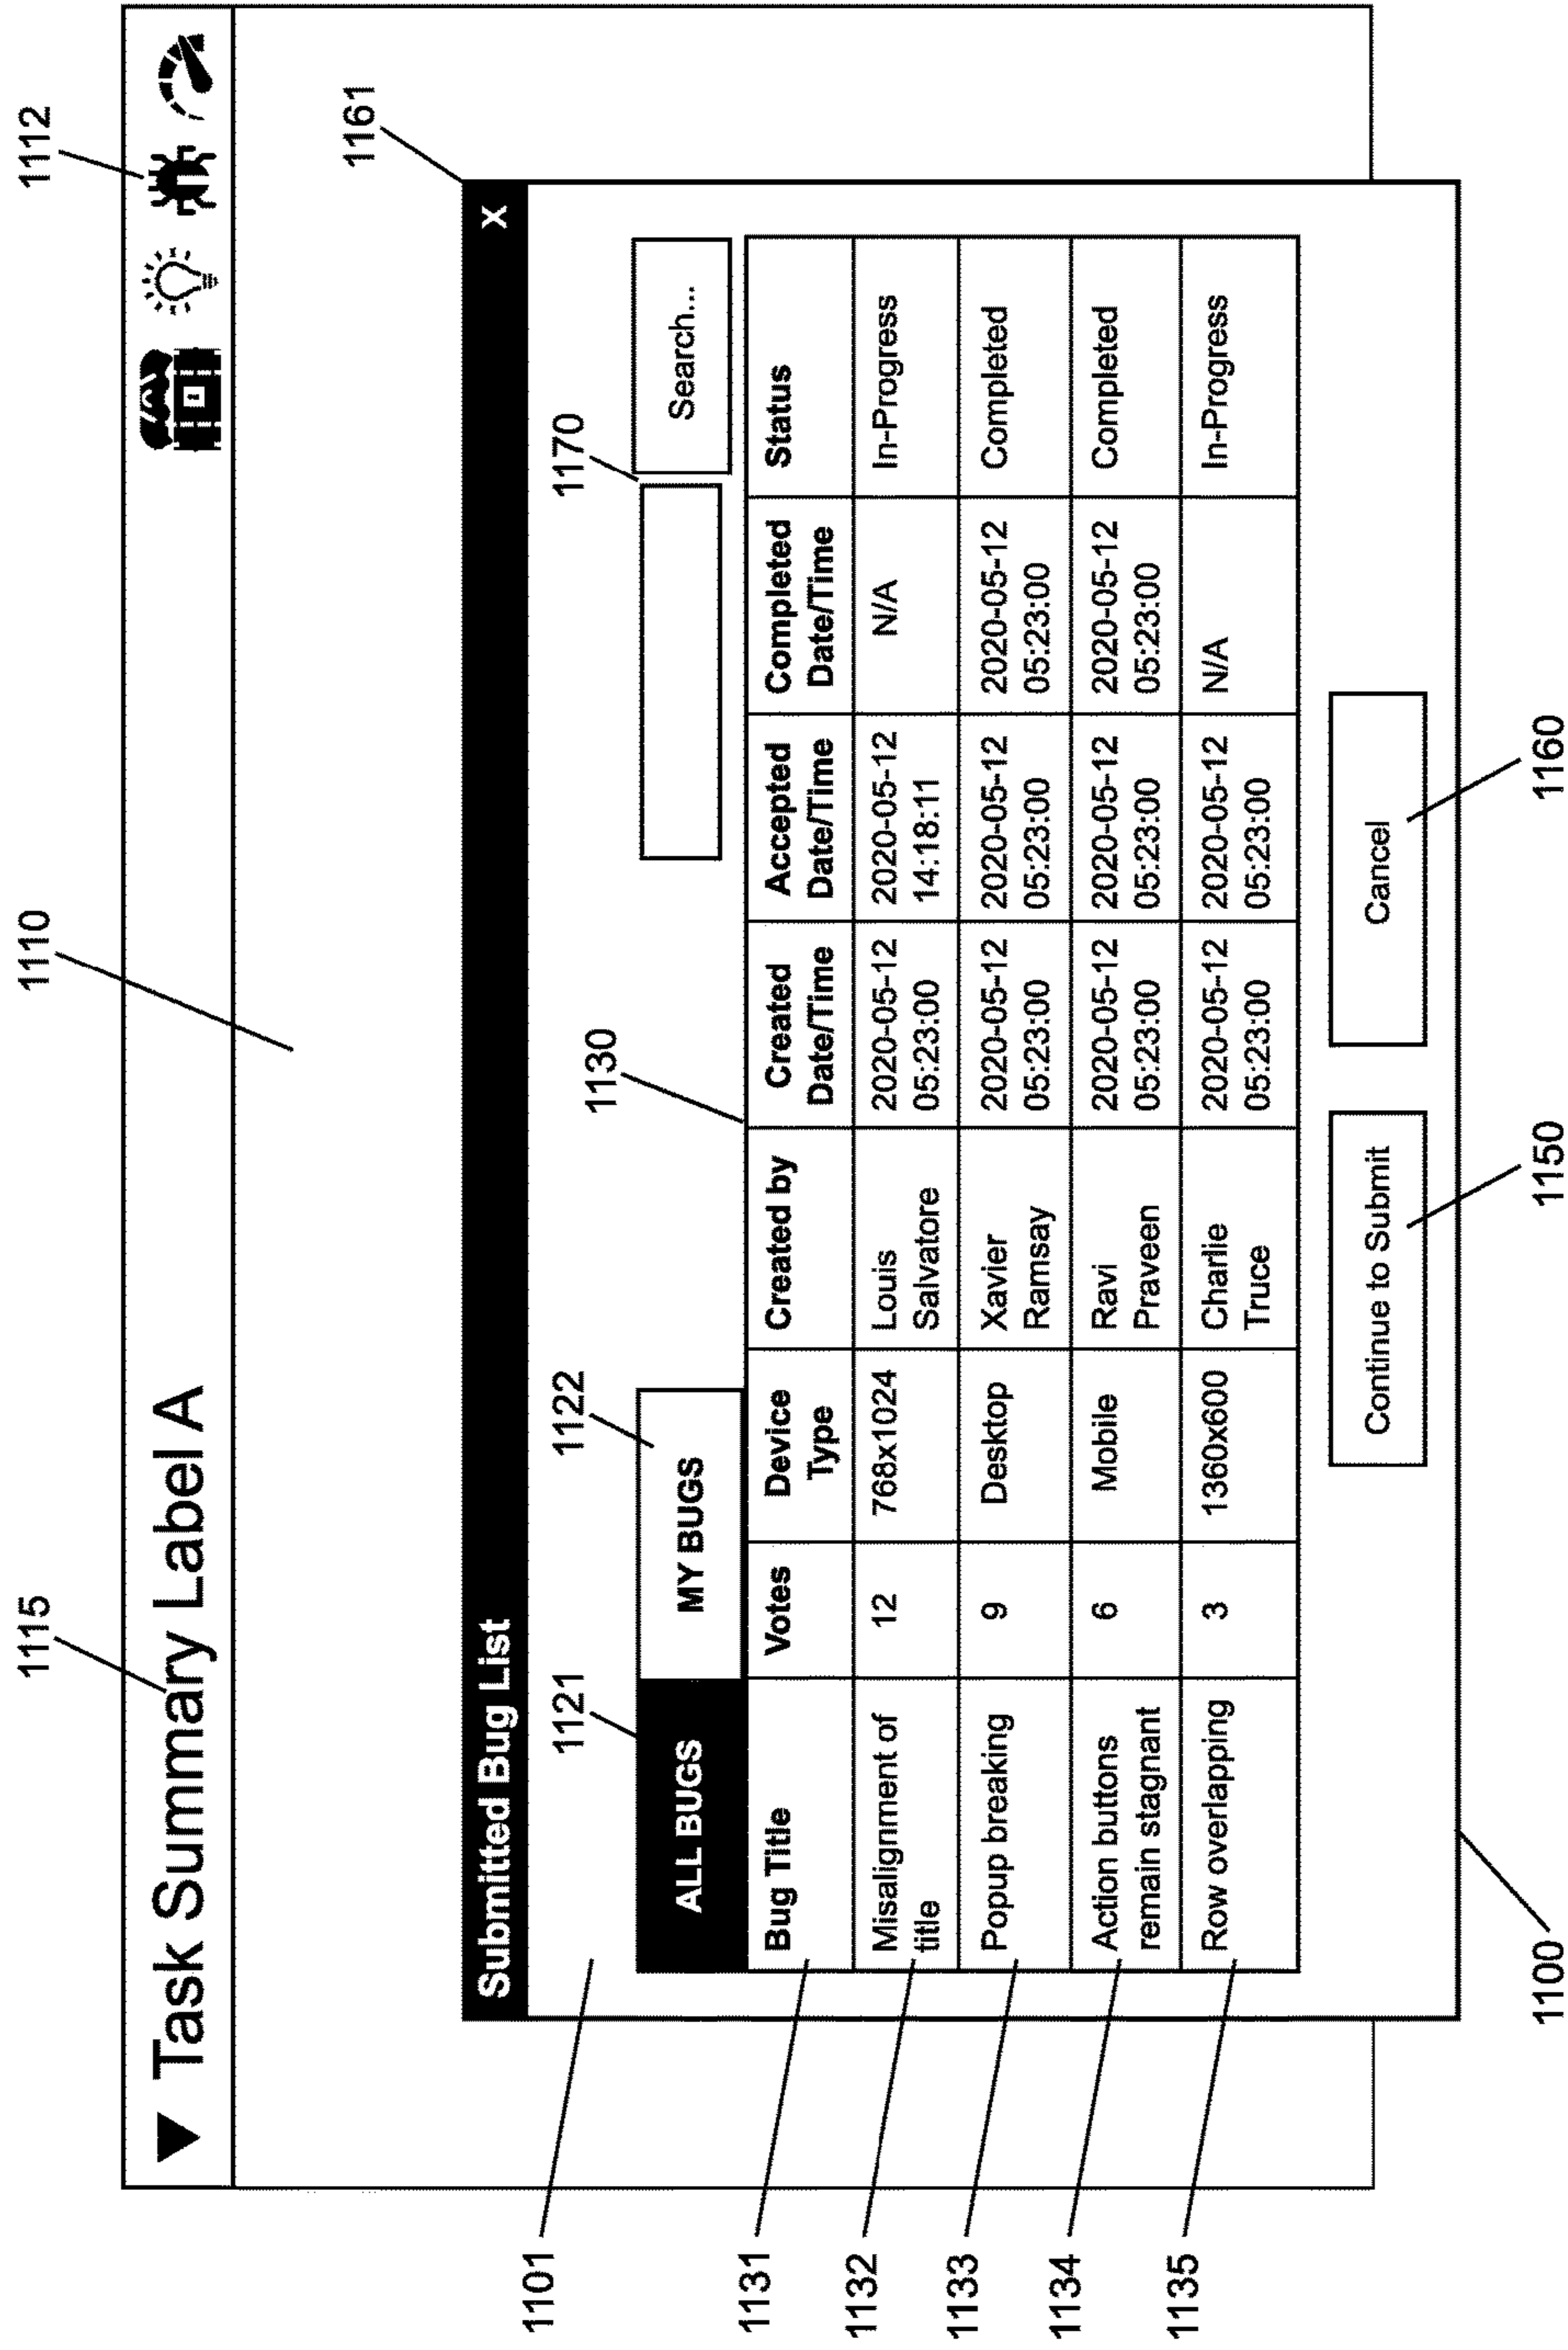 1115
1110
1112
Task Summary Label A
1161
Submitted Bug List
X
1101
1121
1122
1130
1170
ALL BUGS
MY BUGS
Search...
1131
Bug Title
Votes
Device
Type
Created by
Created
Date/Time
Accepted
Date/Time
Completed
Date/Time
Status
1132
Misalignment of
title
12
768x1024
Louis
Salvatore
2020-05-12
05:23:00
2020-05-12
14:18:11
N/A
In-Progress
1133
Popup breaking
9
Desktop
Xavier
Ramsay
2020-05-12
05:23:00
2020-05-12
05:23:00
2020-05-12
05:23:00
Completed
1134
Action buttons
remain stagnant
6
Mobile
Ravi
Praveen
2020-05-12
05:23:00
2020-05-12
05:23:00
2020-05-12
05:23:00
Completed
1135
Row overlapping
3
1360x600
Charlie
Truce
2020-05-12
05:23:00
2020-05-12
05:23:00
N/A
In-Progress
Continue to Submit
Cancel
1100
1150
1160